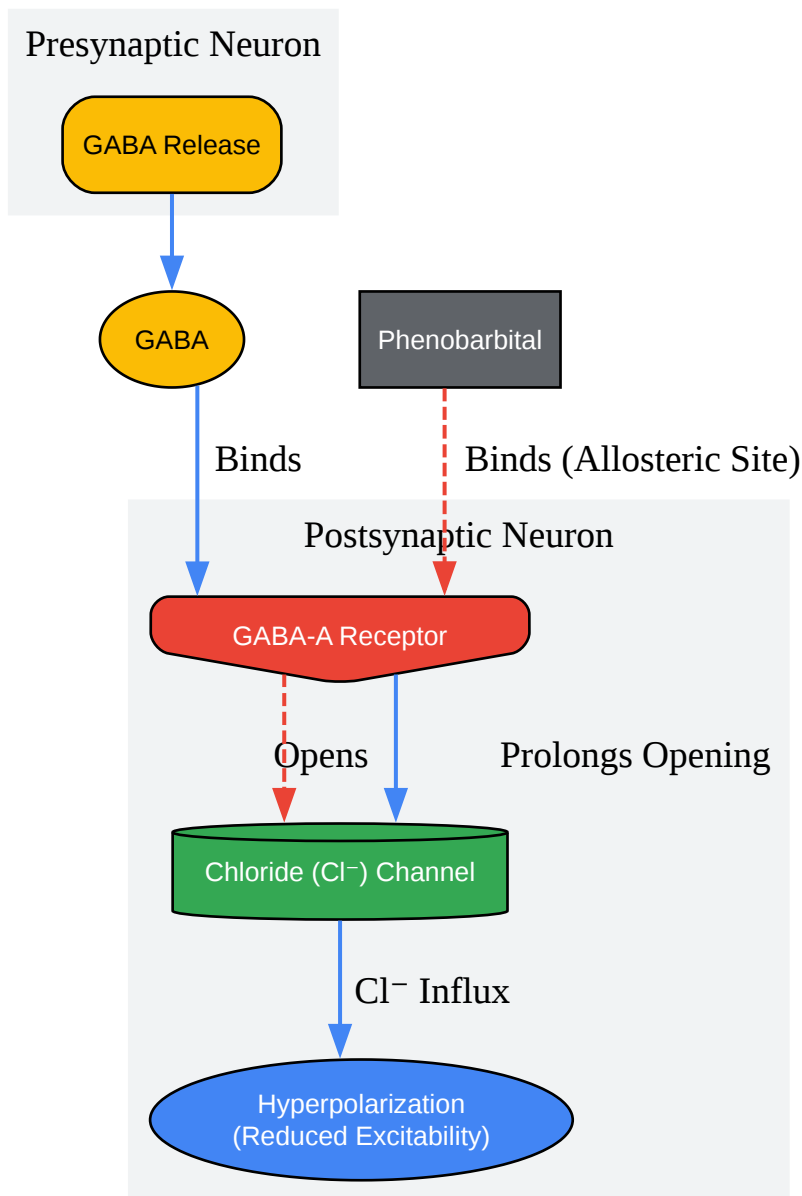 Presynaptic Neuron
GABA Release
GABA
Phenobarbital
Binds
Binds (Allosteric Site)
Postsynaptic Neuron
GABA-A Receptor
Opens
Prolongs Opening
Chloride (Cl⁻) Channel
Cl⁻ Influx
Hyperpolarization
(Reduced Excitability)